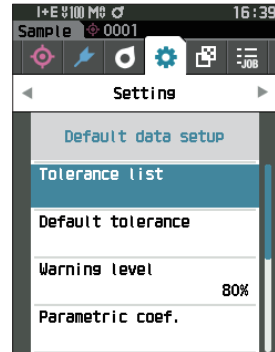 I+E 100 M0 16:39
Sample 0001
JOB
Setting
Default data setup
Tolerance list
Default tolerance
Warning level
80%
Parametric coef.